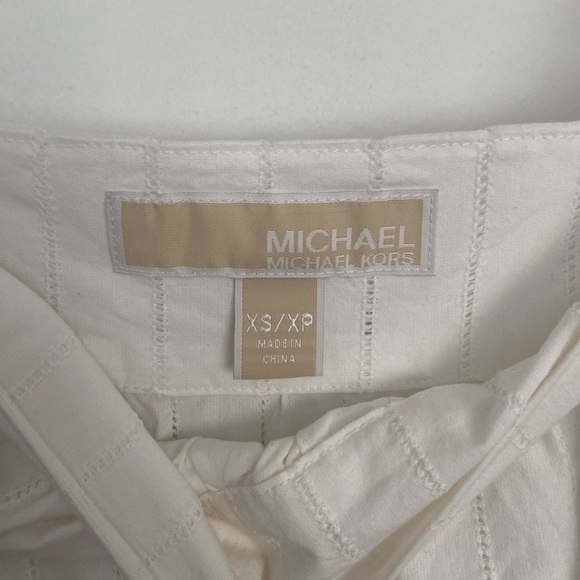 MICHAEL
MICHAEL KORS
XS/XP
MADE IN
CHINA